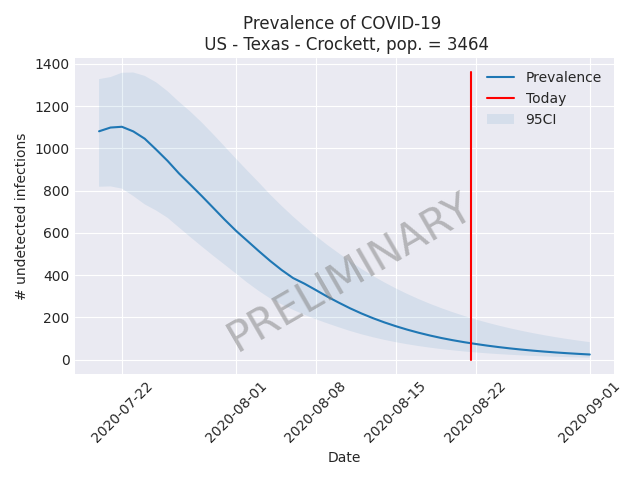 Prevalence of COVID-19
US - Texas - Crockett, pop. = 3464
1400
1200
1000
800
600
400
200
0
# undetected infections
Prevalence
Today
95CI
PRELIMINARY
2020-07-22
2020-08-01
2020-08-08
2020-08-15
2020-08-22
2020-09-01
Date